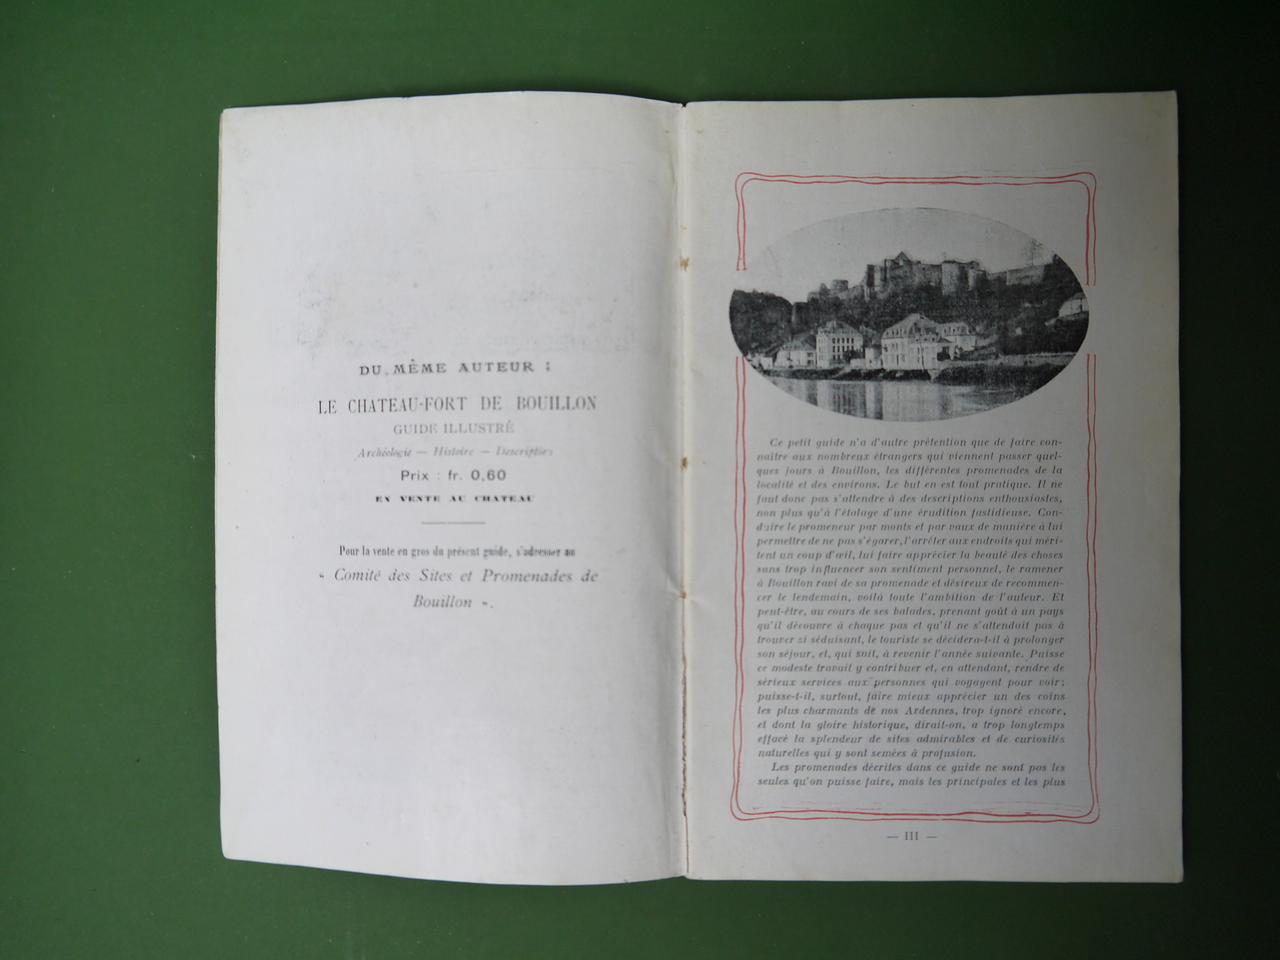 DU MÊME AUTEUR :
LE CHATEAU-FORT DE BOUILLON
GUIDE ILLUSTRÉ
Archéologie — Histoire — Description
Prix : fr. 0,60
EN VENTE AU CHATEAU
Pour la vente en gros du présent guide, s'adresser au
« Comité des Sites et Promenades de
Bouillon ».
Ce petit guide n'a d'autre prétention que de faire con-
naître aux nombreux étrangers qui viennent passer quel-
ques jours à Bouillon, les différentes promenades de la
localité et des environs. Le but en est tout pratique. Il ne
faut donc pas s'attendre à des descriptions enthousiastes,
non plus qu'à l'étalage d'une érudition fastidieuse. Con-
duire le promeneur par monts et par vaux de manière à lui
permettre de ne pas s'égarer, l'arrêter aux endroits qui méri-
tent un coup d'œil, lui faire apprécier la beauté des choses
sans trop influencer son sentiment personnel, le ramener
à Bouillon ravi de sa promenade et désireux de recommen-
cer le lendemain, voilà toute l'ambition de l'auteur. Et
peut-être, au cours de ses balades, prenant goût à un pays
qu'il découvre à chaque pas et qu'il ne s'attendait pas à
trouver si séduisant, le touriste se décidera-t-il à prolonger
son séjour, et, qui suit, à revenir l'année suivante. Puisse
ce modeste travail y contribuer et, en attendant, rendre de
sérieux services aux personnes qui voyagent pour voir ;
puisse-t-il, surtout, faire mieux apprécier un des coins
les plus charmants de nos Ardennes, trop ignoré encore,
et dont la gloire historique, dirait-on, a trop longtemps
effacé la splendeur de sites admirables et de curiosités
naturelles qui y sont semées à profusion.
Les promenades décrites dans ce guide ne sont pas les
seules qu'on puisse faire, mais les principales et les plus
— III —